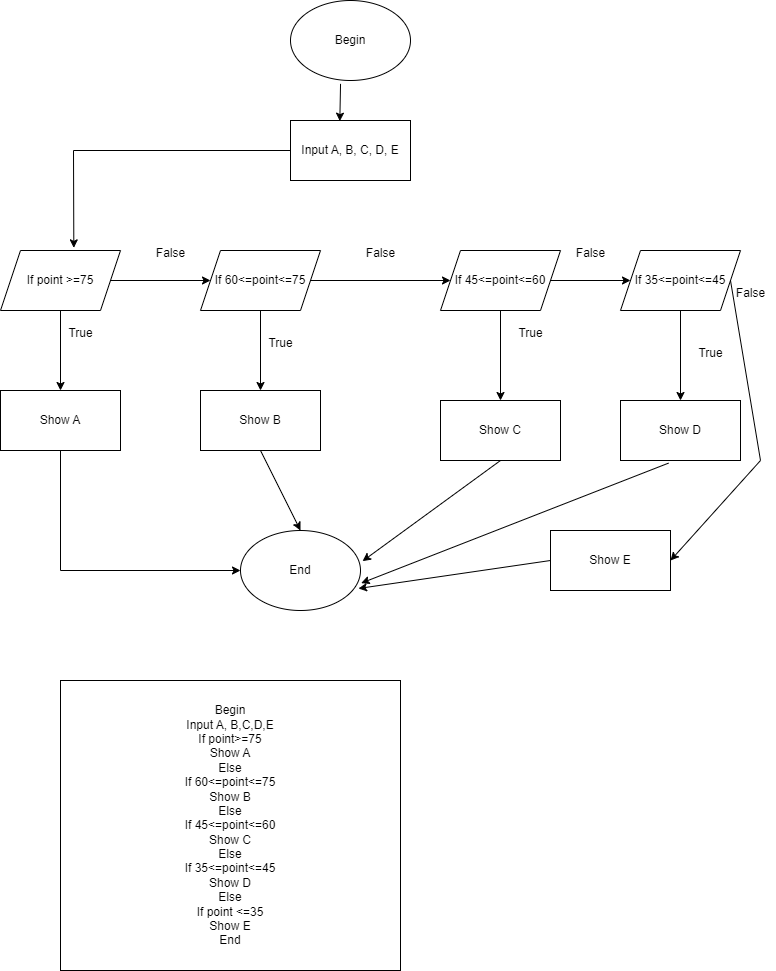 Begin
Input A, B, C, D, E
False
False
False
If point >=75
If 60<=point<=75
If 45<=point<=60
If 35<=point<=45
False
True
True
True
True
Show A
Show B
Show C
Show D
End
Show E
Begin
Input A, B,C,D,E
If point>=75
Show A
Else
If 60<=point<=75
Show B
Else
If 45<=point<=60
Show C
Else
If 35<=point<=45
Show D
Else
If point <=35
Show E
End